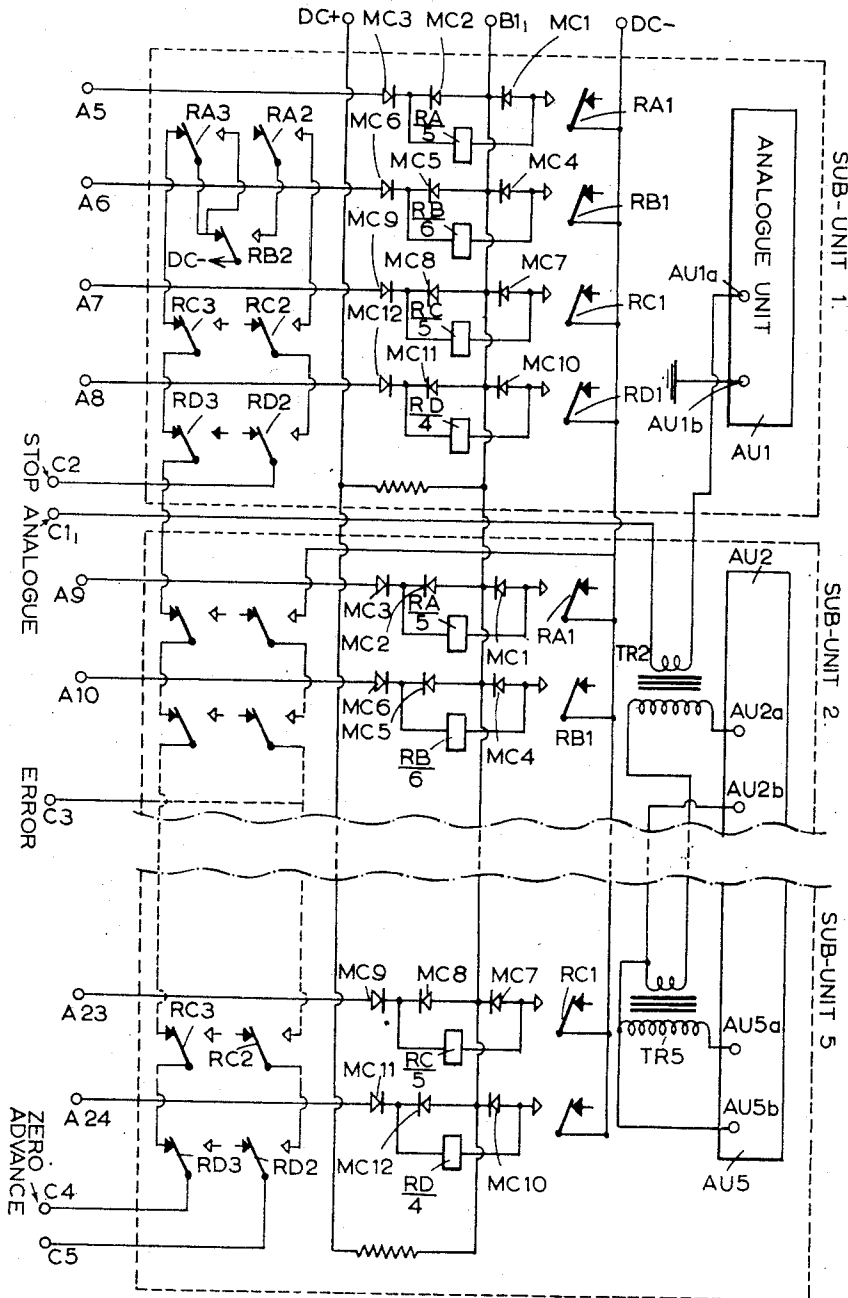 DC+ MC3 MC2 B1₁ MC1 DC-
SUB-UNIT 1.
A5
RA3
RA2
MC6
RA
5
RA1
ANALOGUE UNIT
MC5
MC4
A6
MC9
RB
6
RB1
DC-
RB2
MC8
MC7
AU1a
A7
RC3
RC2
MC12
RC
5
RC1
MC11
MC10
A8
RD3
RD2
RD
4
RD1
AU1b
AU1
STOP
C2
ANALOGUE
C1₁
AU2
SUB-UNIT 2.
A9
MC3
MC2
RA
5
MC1
RA1
TR2
A10
MC6
MC5
RB
6
MC4
RB1
AU2a
AU2b
ERROR
C3
SUB-UNIT 5
MC9
MC8
MC7
RC1
A23
RC3
RC2
RC
5
TR5
AU5a
MC11
A24
AU5b
RD3
RD2
MC12
RD
4
MC10
AU5
ZERO
ADVANCE
C4
C5